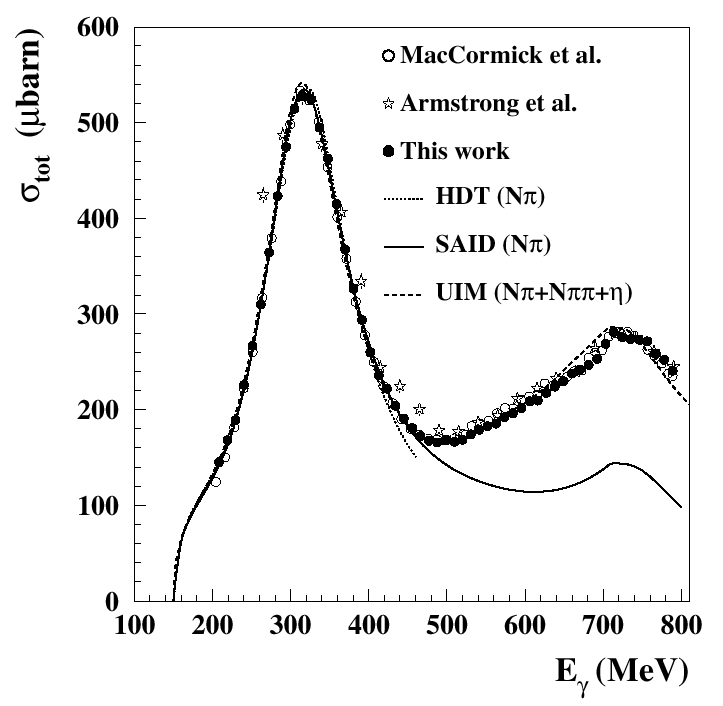 600
500
400
300
200
100
0
σtot (μbarn)
MacCormick et al.
Armstrong et al.
This work
HDT (Nπ)
SAID (Nπ)
UIM (Nπ+Nππ+η)
100 200 300 400 500 600 700 800
Eγ (MeV)